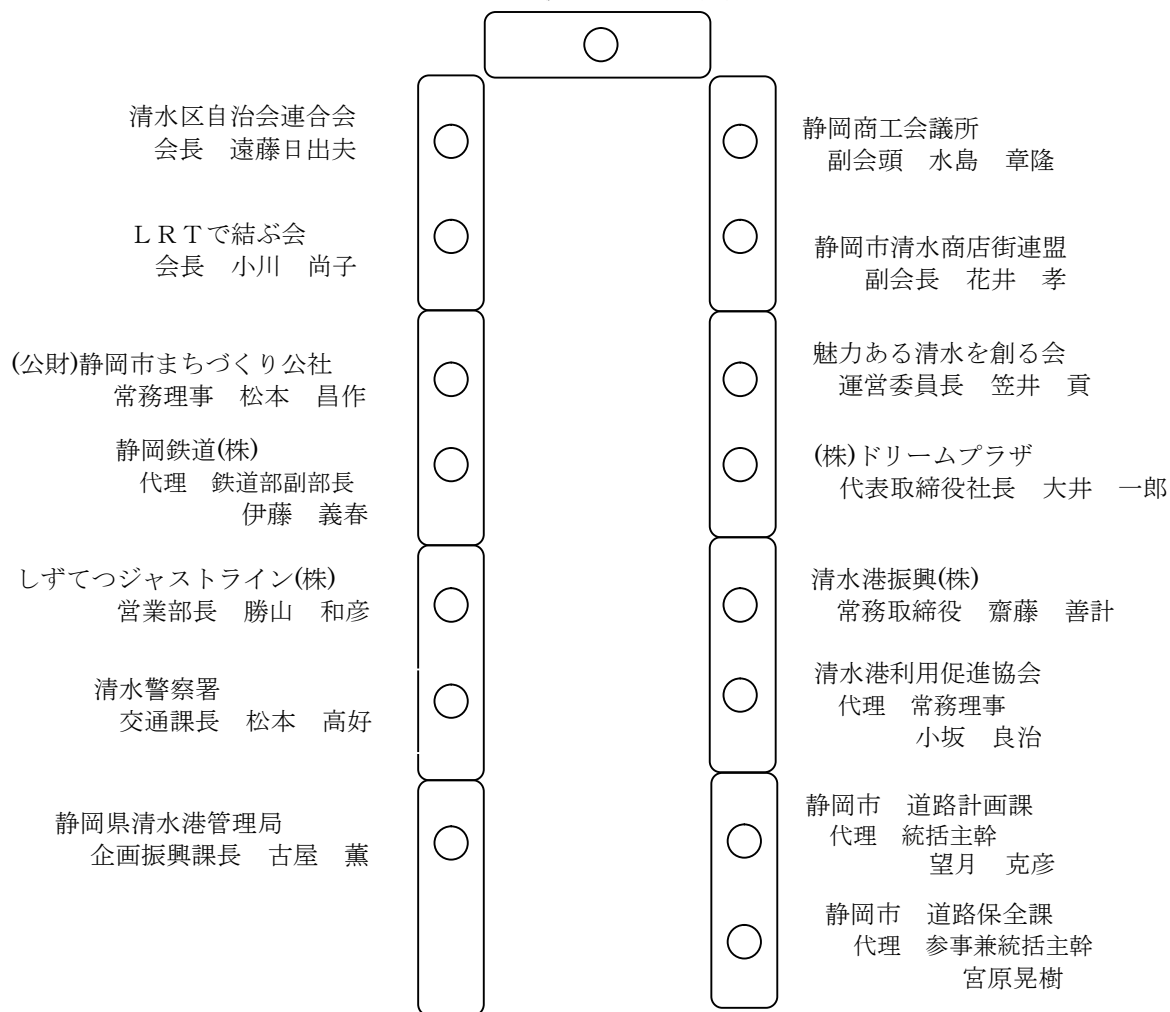 清水区自治会連合会
会長　遠藤日出夫
ＬＲＴで結ぶ会
会長　小川　尚子
(公財)静岡市まちづくり公社
常務理事　松本　昌作
静岡鉄道(株)
代理　鉄道部副部長
伊藤　義春
しずてつジャストライン(株)
営業部長　勝山　和彦
清水警察署
交通課長　松本　高好
静岡県清水港管理局
企画振興課長　古屋　薫
静岡商工会議所
副会頭　水島　章隆
静岡市清水商店街連盟
副会長　花井　孝
魅力ある清水を創る会
運営委員長　笠井　貢
(株)ドリームプラザ
代表取締役社長　大井　一郎
清水港振興(株)
常務取締役　齋藤　善計
清水港利用促進協会
代理　常務理事
小坂　良治
静岡市　道路計画課
代理　統括主幹
望月　克彦
静岡市　道路保全課
代理　参事兼統括主幹
宮原晃樹